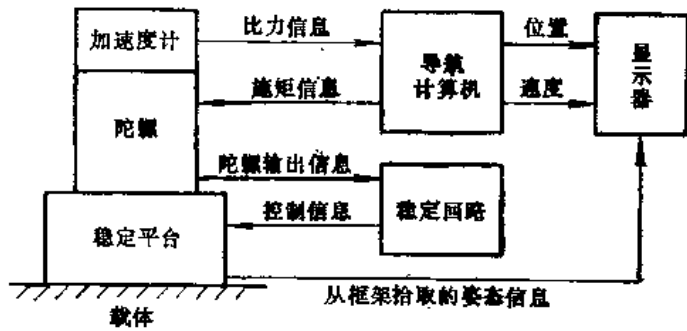 加速度计
比力信息
导航
计算机
位置
显
示
器
施矩信息
速度
陀螺
陀螺输出信息
稳定平台
控制信息
稳定回路
从框架拾取的姿态信息
载体